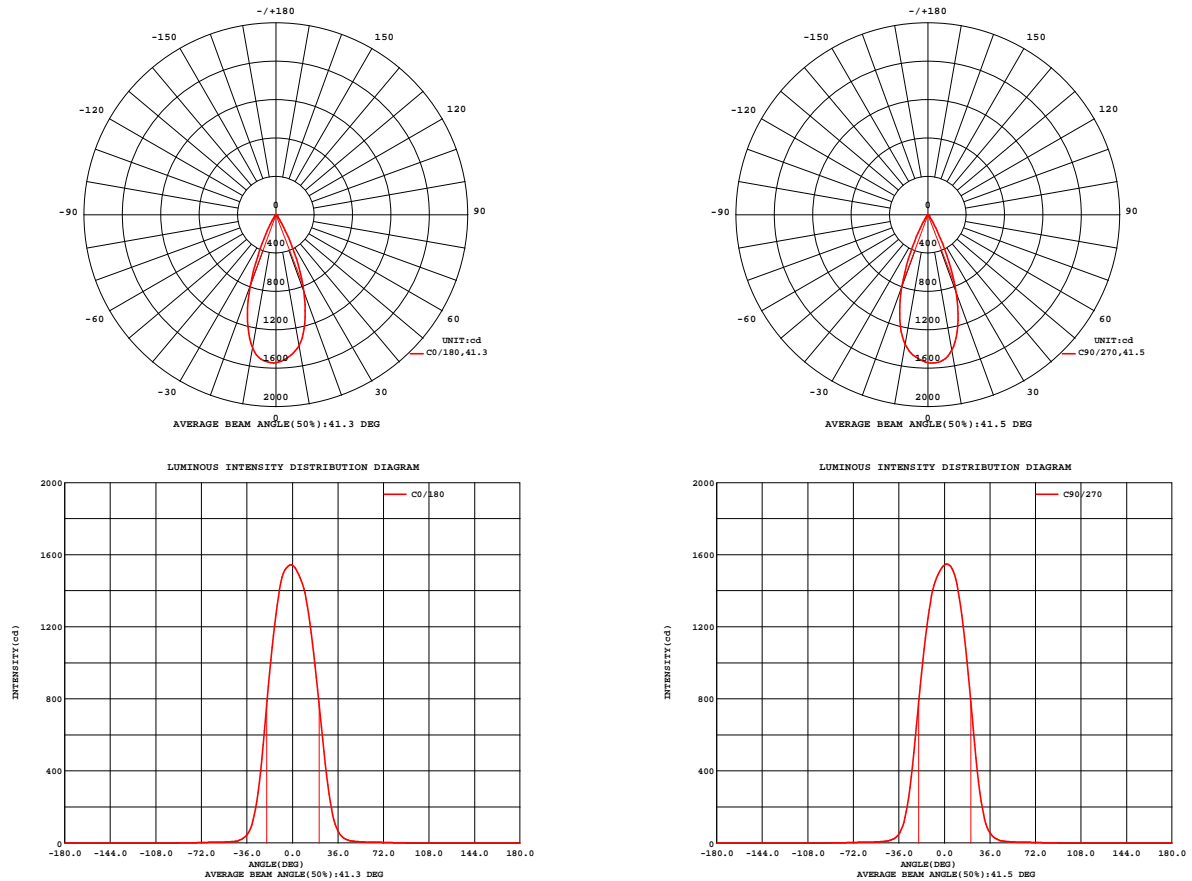 -/+180
-150 150
-120 120
-90 90
-60 60
-30 30
0
400
800
1200
1600
2000
0
UNIT:cd
C0/180,41.3
AVERAGE BEAM ANGLE(50%):41.3 DEG
-/+180
-150 150
-120 120
-90 90
-60 60
-30 30
0
400
800
1200
1600
2000
0
UNIT:cd
C90/270,41.5
AVERAGE BEAM ANGLE(50%):41.5 DEG
LUMINOUS INTENSITY DISTRIBUTION DIAGRAM
C0/180
INTENSITY(cd)
2000
1600
1200
800
400
0
-180.0 -144.0 -108.0 -72.0 -36.0 0.0 36.0 72.0 108.0 144.0 180.0
ANGLE(DEG)
AVERAGE BEAM ANGLE(50%):41.3 DEG
LUMINOUS INTENSITY DISTRIBUTION DIAGRAM
C90/270
INTENSITY(cd)
2000
1600
1200
800
400
0
-180.0 -144.0 -108.0 -72.0 -36.0 0.0 36.0 72.0 108.0 144.0 180.0
ANGLE(DEG)
AVERAGE BEAM ANGLE(50%):41.5 DEG